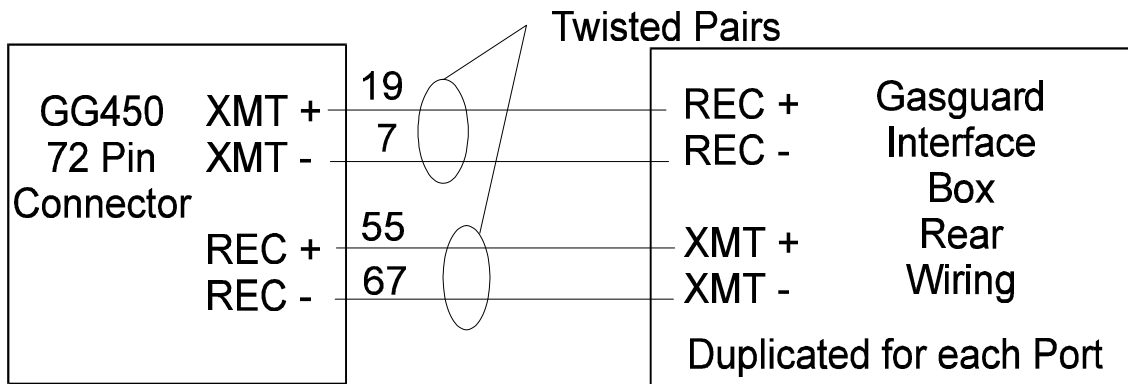 Twisted Pairs
GG450
72 Pin
Connector
XMT +
XMT -
REC +
REC -
19
7
55
67
REC +
REC -
XMT +
XMT -
Gasguard
Interface
Box
Rear
Wiring
Duplicated for each Port